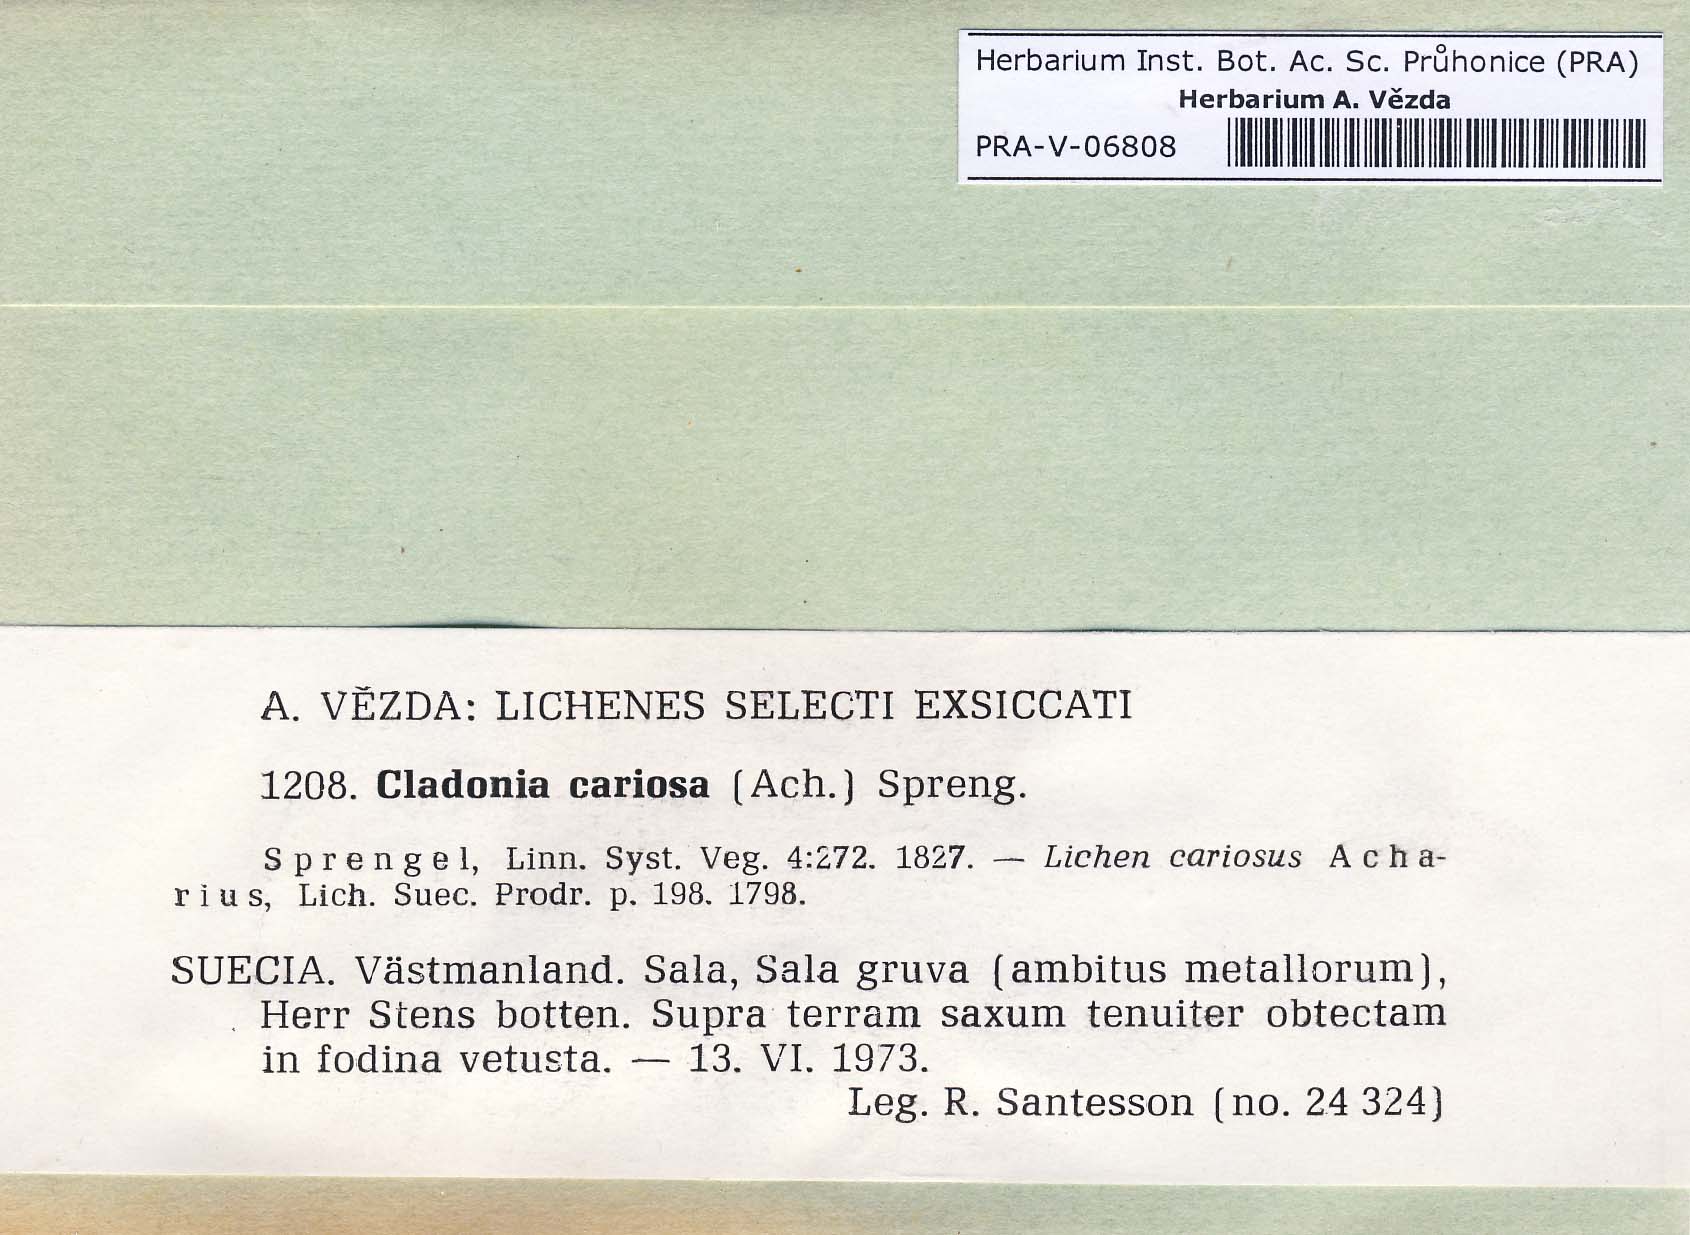 Herbarium Inst. Bot. Ac. Sc. Průhonice (PRA)
Herbarium A. Vězda
PRA-V-06808
A. VĚZDA: LICHENES SELECTI EXSICCATI
1208. Cladonia cariosa (Ach.) Spreng.
Sprengel, Linn. Syst. Veg. 4:272. 1827. — Lichen cariosus Acha-
rius, Lich. Suec. Prodr. p. 198. 1798.
SUECIA. Västmanland. Sala, Sala gruva (ambitus metallorum),
Herr Stens botten. Supra terram saxum tenuiter obtectam
in fodina vetusta. — 13. VI. 1973.
Leg. R. Santesson (no. 24 324)